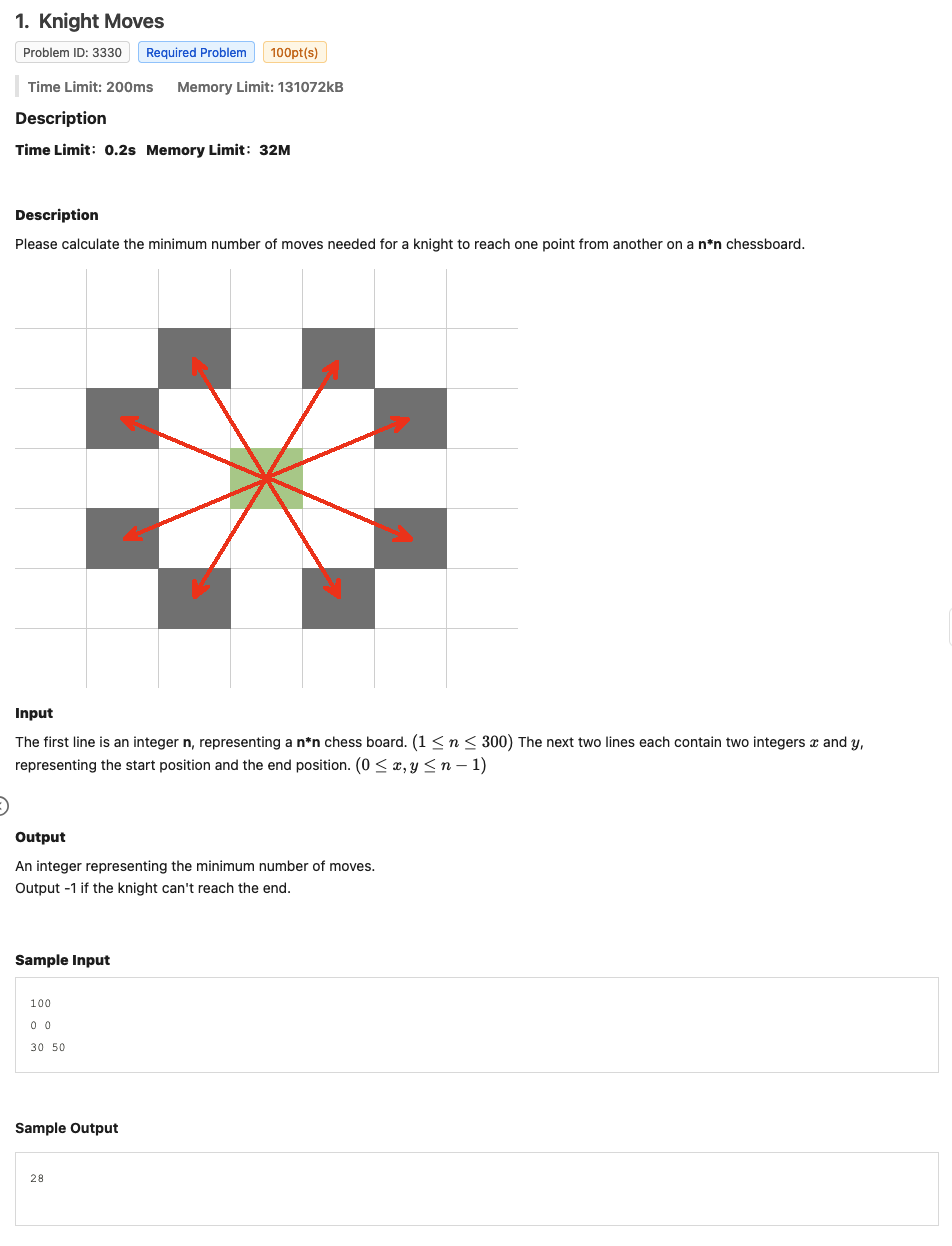 1. Knight Moves
Problem ID: 3330 Required Problem 100pt(s)
Time Limit: 200ms Memory Limit: 131072kB
Description
Time Limit: 0.2s Memory Limit: 32M
Description
Please calculate the minimum number of moves needed for a knight to reach one point from another on a n*n chessboard.
Input
The first line is an integer n, representing a n*n chess board. (1 ≤ n ≤ 300) The next two lines each contain two integers x and y,
representing the start position and the end position. (0 ≤ x, y ≤ n − 1)
Output
An integer representing the minimum number of moves.
Output -1 if the knight can't reach the end.
Sample Input
100
0 0
30 50
Sample Output
28